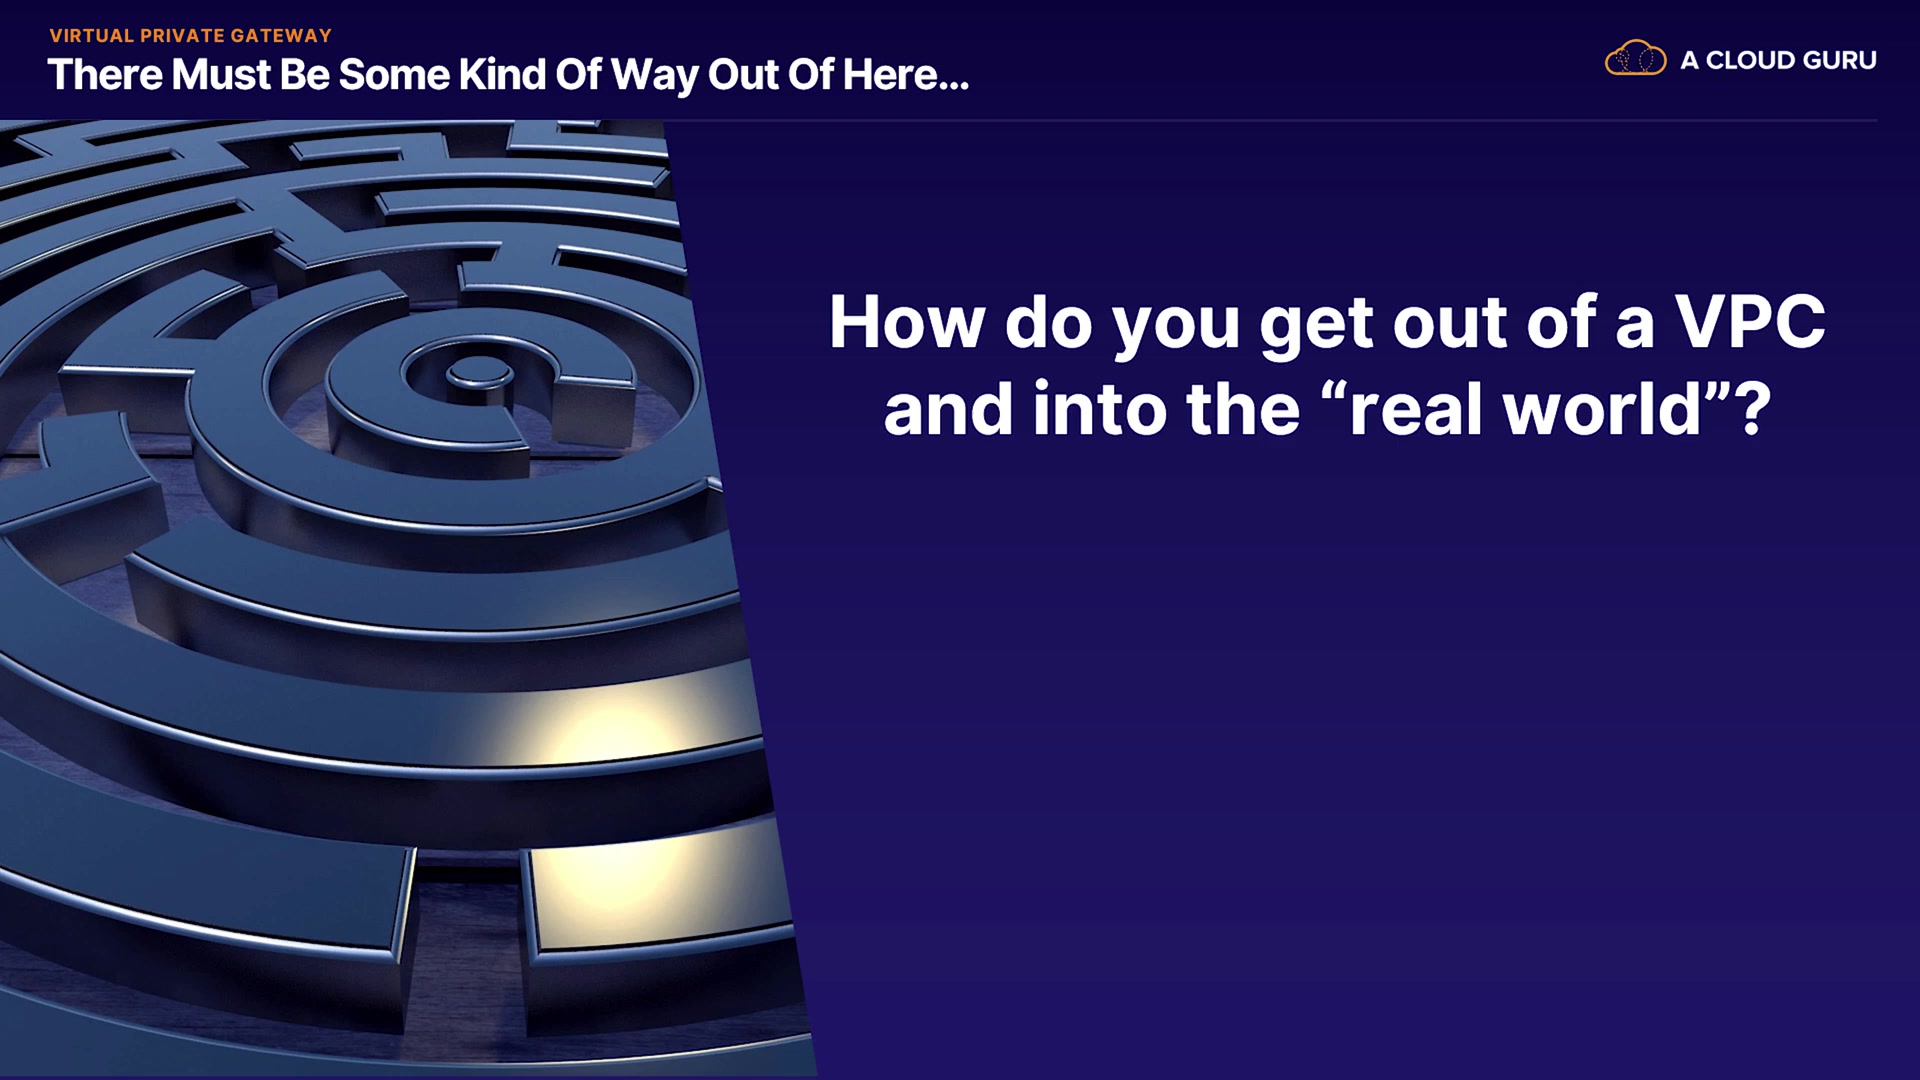 VIRTUAL PRIVATE GATEWAY
There Must Be Some Kind Of Way Out Of Here...
A CLOUD GURU
How do you get out of a VPC
and into the “real world”?